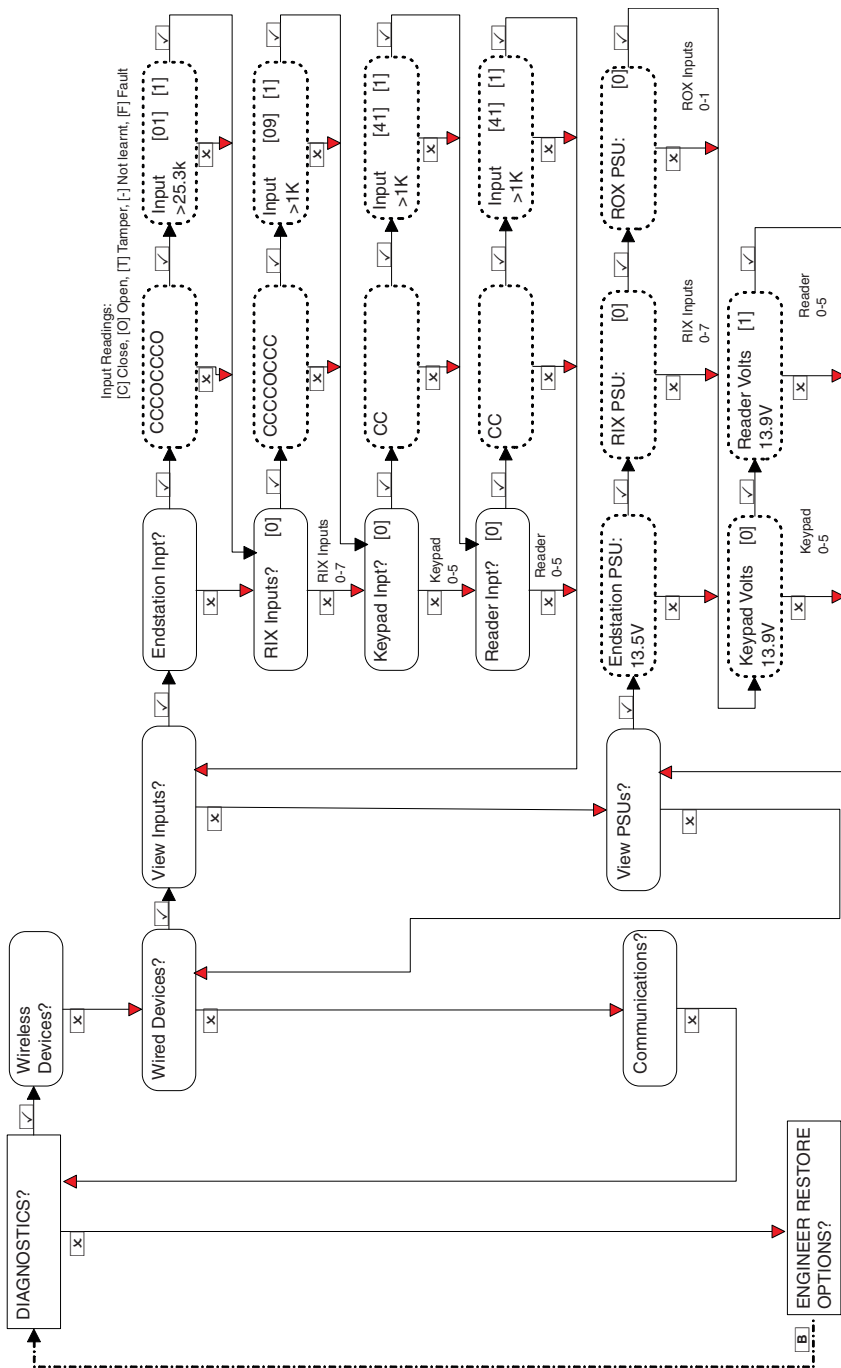 Input Readings:
[C] Close, [O] Open, [T] Tamper, [-] Not learnt, [F] Fault
DIAGNOSTICS?
Wireless
Devices?
Wired Devices?
View Inputs?
Endstation Inpt?
CCCOCCCO
Input [01] [1]
>25.3k
RIX Inputs? [0]
CCCCOCCC
Input [09] [1]
>1K
RIX Inputs
0-7
Keypad Inpt? [0]
CC
Input [41] [1]
>1K
Keypad
0-5
Reader Inpt? [0]
CC
Input [41] [1]
>1K
Reader
0-5
Communications?
View PSUs?
Endstation PSU:
13.5V
RIX PSU: [0]
ROX PSU: [0]
RIX Inputs
0-7
ROX Inputs
0-1
Keypad Volts [0]
13.9V
Reader Volts [1]
13.9V
Keypad
0-5
Reader
0-5
B
ENGINEER RESTORE
OPTIONS?